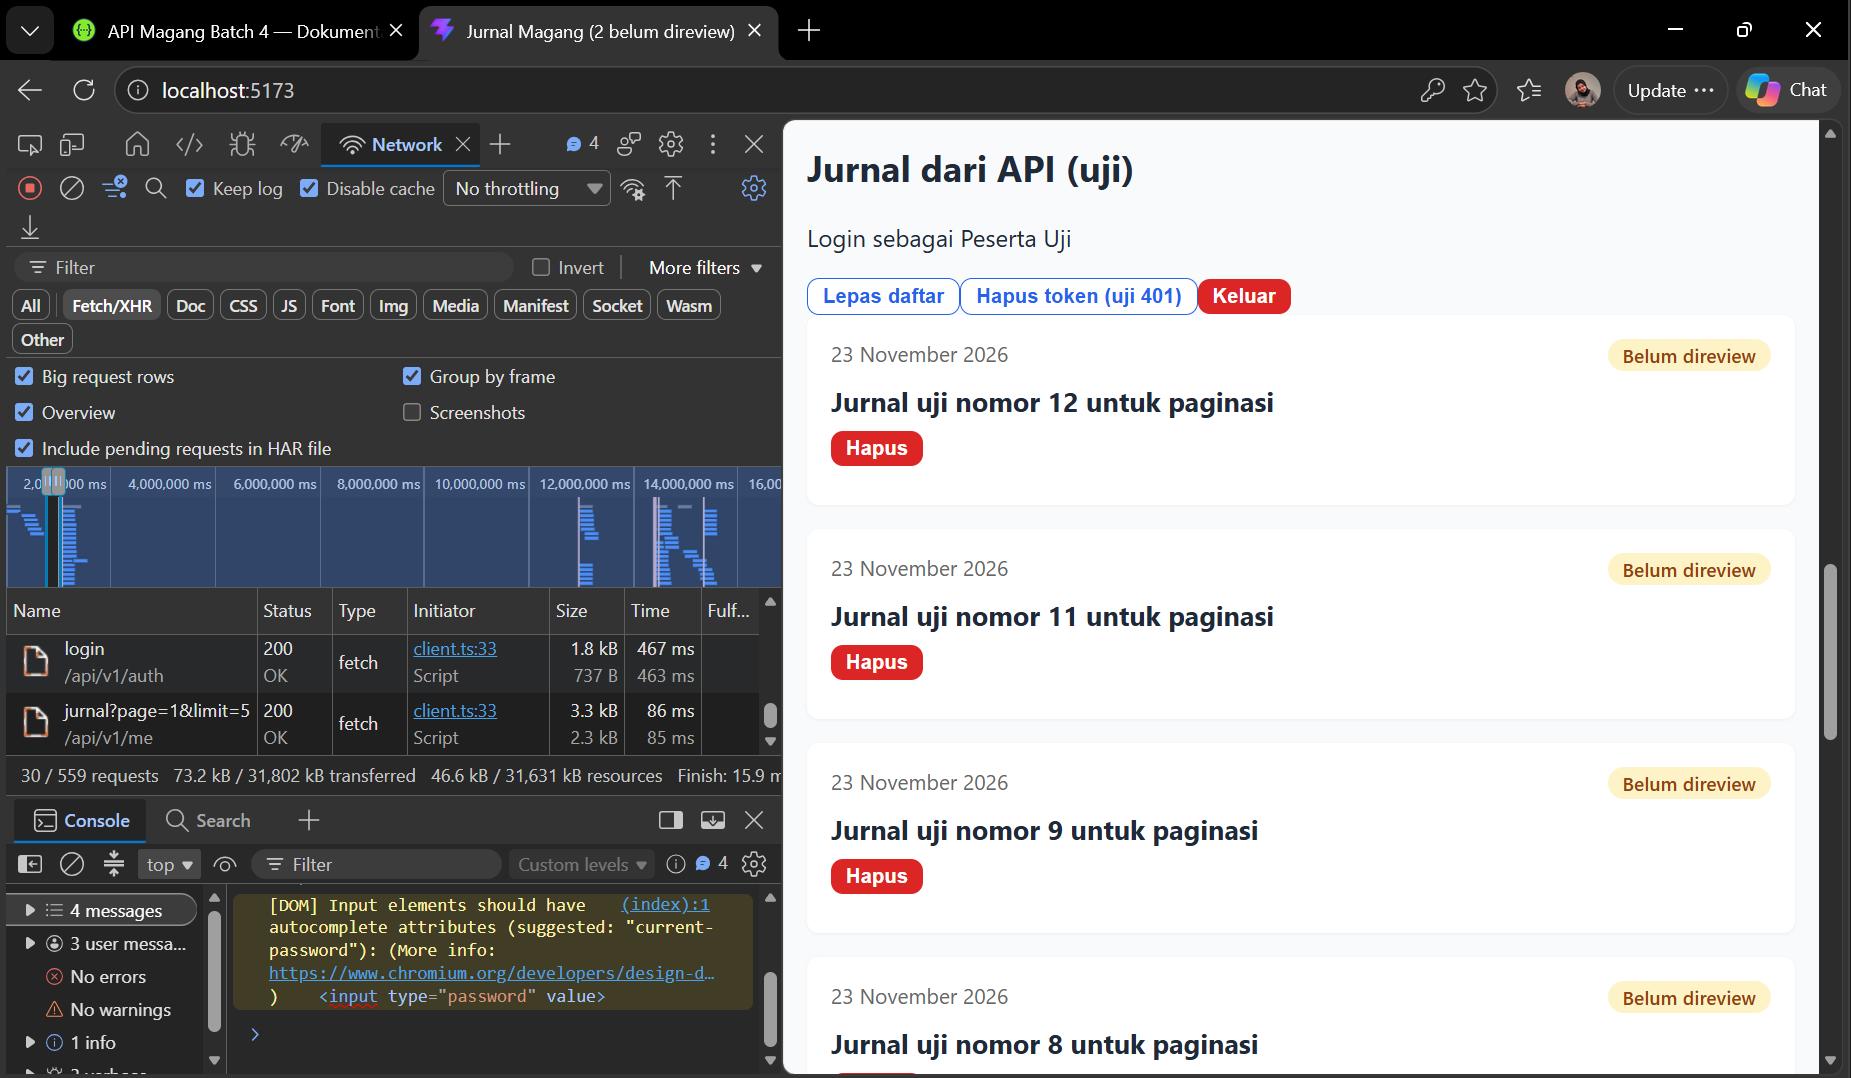 API Magang Batch 4 — Dokument
Jurnal Magang (2 belum direview)
localhost:5173
Update
Chat
Network
4
Keep log
Disable cache
No throttling
Filter
Invert
More filters
All
Fetch/XHR
Doc
CSS
JS
Font
Img
Media
Manifest
Socket
Wasm
Other
Big request rows
Group by frame
Overview
Screenshots
Include pending requests in HAR file
4,000,000 ms
6,000,000 ms
8,000,000 ms
10,000,000 ms
12,000,000 ms
14,000,000 ms
Name
Status
Type
Initiator
Size
Time
Fulf...
login
/api/v1/auth
200
OK
fetch
client.ts:33
Script
1.8 kB
737 B
467 ms
463 ms
jurnal?page=1&limit=5
/api/v1/me
200
OK
fetch
client.ts:33
Script
3.3 kB
2.3 kB
86 ms
85 ms
30 / 559 requests
73.2 kB / 31,802 kB transferred
46.6 kB / 31,631 kB resources
Finish: 15.9 m
Console
Search
top
Filter
Custom levels
4
4 messages
3 user messa...
No errors
No warnings
1 info
[DOM] Input elements should have (index):1
autocomplete attributes (suggested: "current-
password"): (More info:
https://www.chromium.org/developers/design-d…
) <input type="password" value>
Jurnal dari API (uji)
Login sebagai Peserta Uji
Lepas daftar
Hapus token (uji 401)
Keluar
23 November 2026
Belum direview
Jurnal uji nomor 12 untuk paginasi
Hapus
23 November 2026
Belum direview
Jurnal uji nomor 11 untuk paginasi
Hapus
23 November 2026
Belum direview
Jurnal uji nomor 9 untuk paginasi
Hapus
23 November 2026
Belum direview
Jurnal uji nomor 8 untuk paginasi